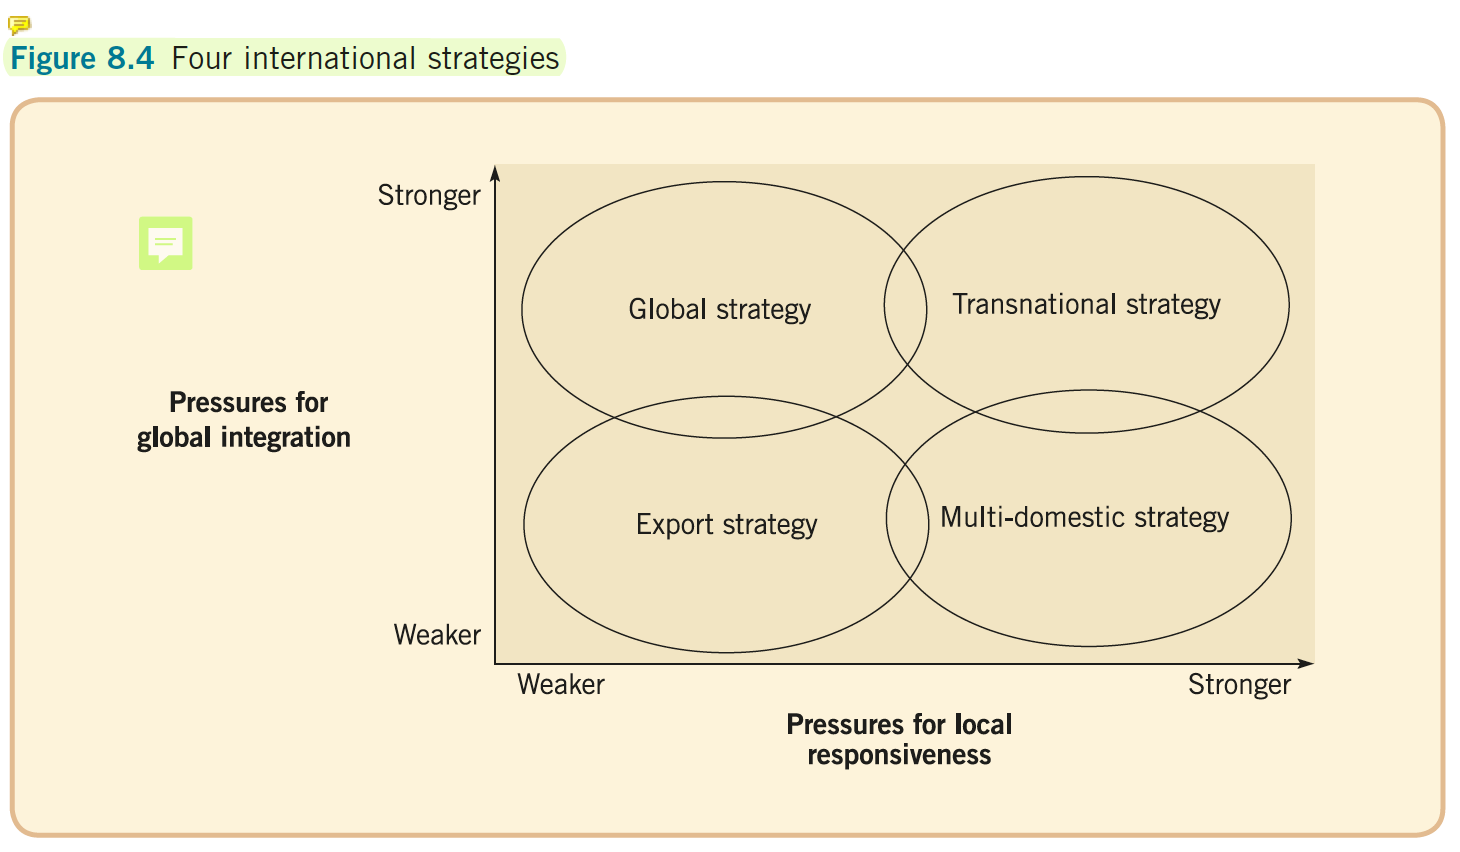 Figure 8.4 Four international strategies
Stronger
Global strategy
Transnational strategy
Pressures for
global integration
Export strategy
Multi-domestic strategy
Weaker
Weaker
Stronger
Pressures for local
responsiveness